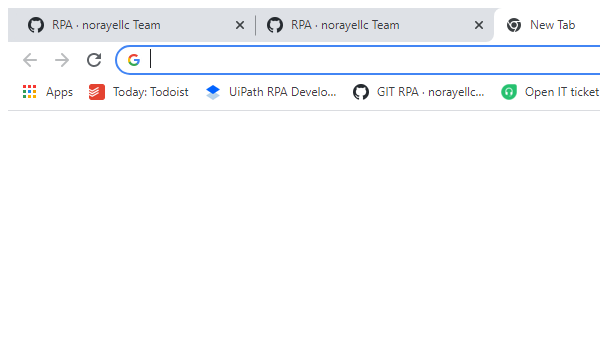 RPA · norayellc Team RPA · norayellc Team New Tab
Apps Today: Todoist UiPath RPA Develo... GIT RPA · norayellc... Open IT ticket